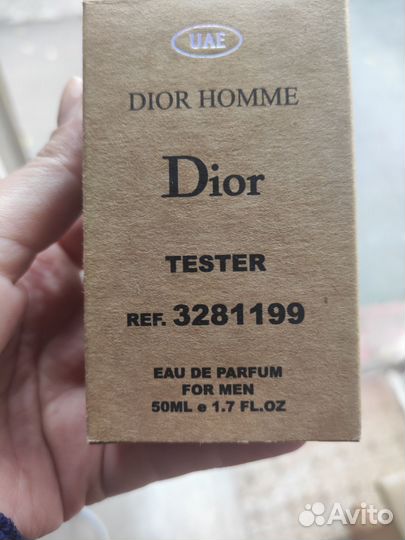 UAE
DIOR HOMME
Dior
TESTER
REF. 3281199
EAU DE PARFUM
FOR MEN
50ML e 1.7 FL.OZ
Avito